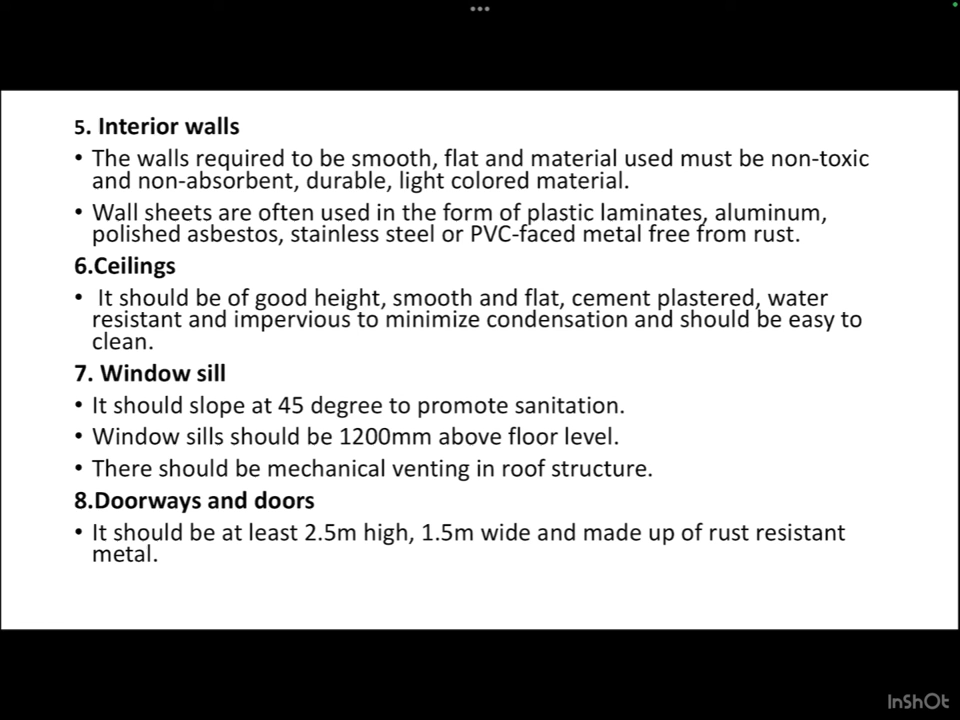 5. Interior walls
• The walls required to be smooth, flat and material used must be non-toxic
and non-absorbent, durable, light colored material.
• Wall sheets are often used in the form of plastic laminates, aluminum,
polished asbestos, stainless steel or PVC-faced metal free from rust.
6.Ceilings
• It should be of good height, smooth and flat, cement plastered, water
resistant and impervious to minimize condensation and should be easy to
clean.
7. Window sill
• It should slope at 45 degree to promote sanitation.
• Window sills should be 1200mm above floor level.
• There should be mechanical venting in roof structure.
8.Doorways and doors
• It should be at least 2.5m high, 1.5m wide and made up of rust resistant
metal.
InShOt